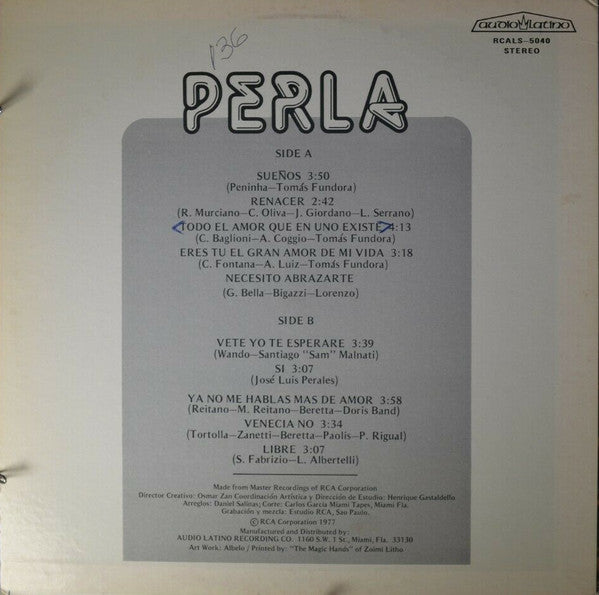 136
audio latino
RCALS-5040
STEREO
PERLA
SIDE A
SUEÑOS 3:50
(Peninha—Tomás Fundora)
RENACER 2:42
(R. Murciano—C. Oliva—J. Giordano—L. Serrano)
TODO EL AMOR QUE EN UNO EXISTE 4:13
(C. Baglioni—A. Coggio—Tomás Fundora)
ERES TU EL GRAN AMOR DE MI VIDA 3:18
(C. Fontana—A. Luiz—Tomás Fundora)
NECESITO ABRAZARTE
(G. Bella—Bigazzi—Lorenzo)
SIDE B
VETE YO TE ESPERARE 3:39
(Wando—Santiago "Sam" Malnati)
SI 3:07
(José Luis Perales)
YA NO ME HABLAS MAS DE AMOR 3:58
(Reitano—M. Reitano—Beretta—Doris Band)
VENECIA NO 3:34
(Tortolla—Zanetti—Beretta—Paolis—P. Rigual)
LIBRE 3:07
(S. Fabrizio—L. Albertelli)
Made from Master Recordings of RCA Corporation
Director Creativo: Osmar Zan Coordinación Artística y Dirección de Estudio: Henrique Gastaldello
Arreglos: Daniel Salinas; Corte: Carlos García Miami Tapes, Miami Fla.
Grabación y mezcla: Estudio RCA, Sao Paulo.
© RCA Corporation 1977
Manufactured and Distributed by:
AUDIO LATINO RECORDING CO. 1160 S.W. 1 St., Miami, Fla. 33130
Art Work: Albelo / Printed by: "The Magic Hands" of Zoimi Litho